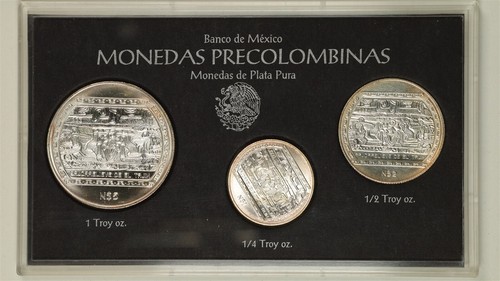 Banco de México
MONEDAS PRECOLOMBINAS
Monedas de Plata Pura
N$5
1 Troy oz.
1/4 Troy oz.
N$2
1/2 Troy oz.